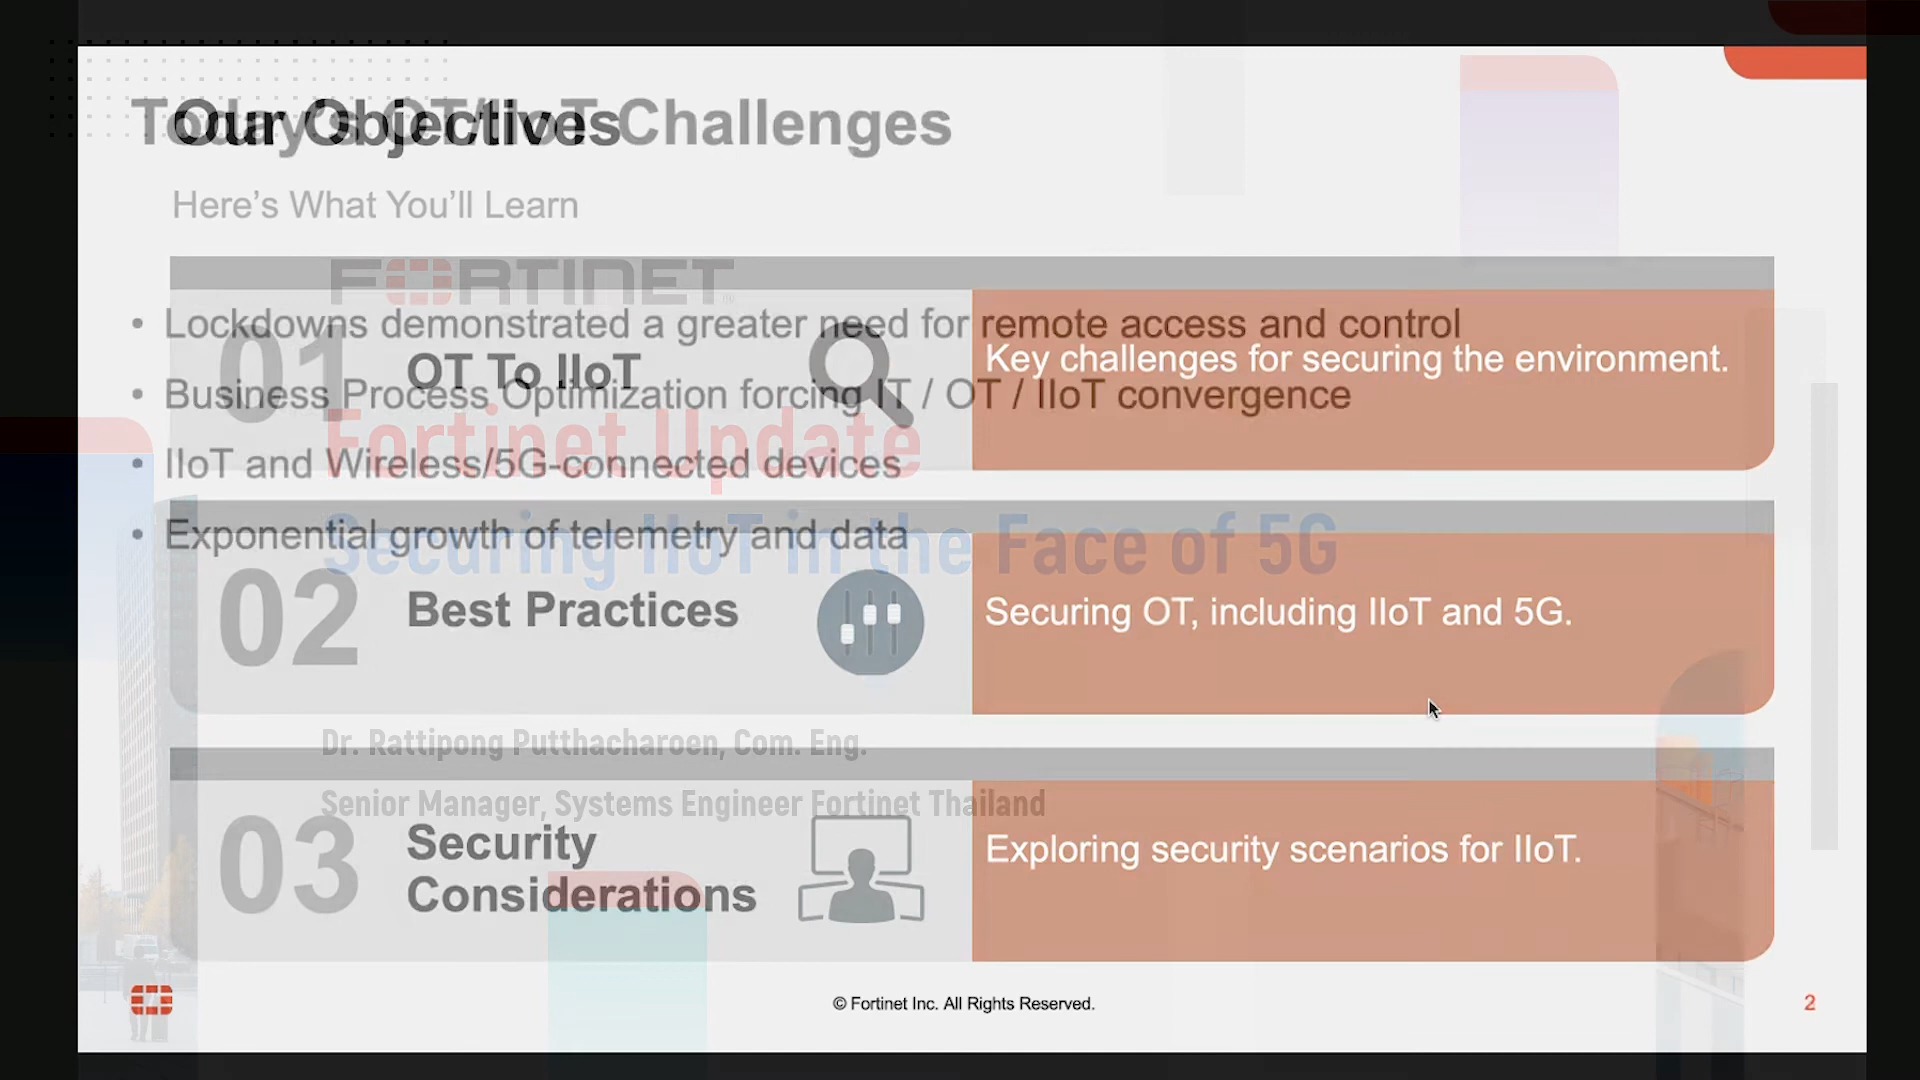 Today's OT/IIoT Challenges
Our Objectives
Here's What You'll Learn
FORTINET
Lockdowns demonstrated a greater need for remote access and control
01
OT To IIoT
Key challenges for securing the environment.
Business Process Optimization forcing IT / OT / IIoT convergence
Fortinet Update
IIoT and Wireless/5G-connected devices
Exponential growth of telemetry and data
Securing IIoT in the Face of 5G
02
Best Practices
Securing OT, including IIoT and 5G.
Dr. Rattipong Putthacharoen, Com. Eng.
Senior Manager, Systems Engineer Fortinet Thailand
03
Security
Considerations
Exploring security scenarios for IIoT.
© Fortinet Inc. All Rights Reserved.
2